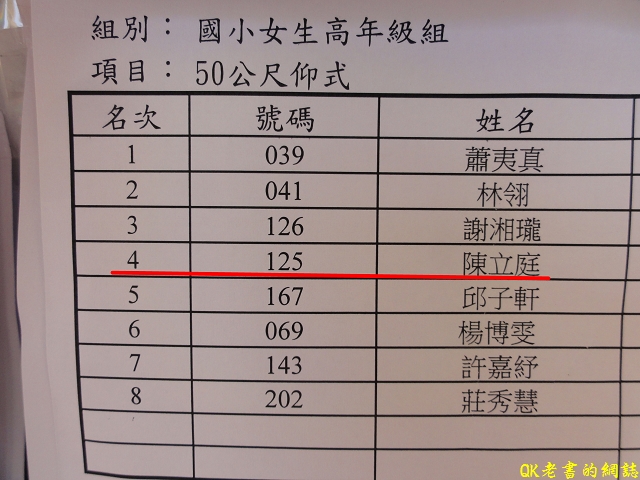 組別： 國小女生高年級組
項目： 50公尺仰式
名次 號碼 姓名
1 039 蕭夷真
2 041 林翎
3 126 謝湘瓏
4 125 陳立庭
5 167 邱子軒
6 069 楊博雯
7 143 許嘉紓
8 202 莊秀慧
QK老書的網誌